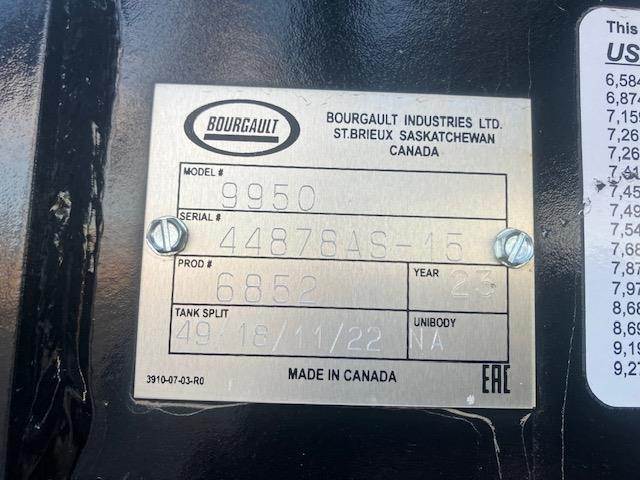 BOURGAULT
BOURGAULT INDUSTRIES LTD.
ST.BRIEUX SASKATCHEWAN
CANADA
MODEL #
9950
SERIAL #
44878AS-15
PROD #
6852
YEAR
23
TANK SPLIT
49-18/11/22
UNIBODY
NA
3910-07-03-R0
MADE IN CANADA
EAC
This
US
6,584
6,874
7,159
7,26
7,26
7,41
7,45
7,49
7,54
7,68
7,87
7,97
8,68
8,69
9,19
9,27